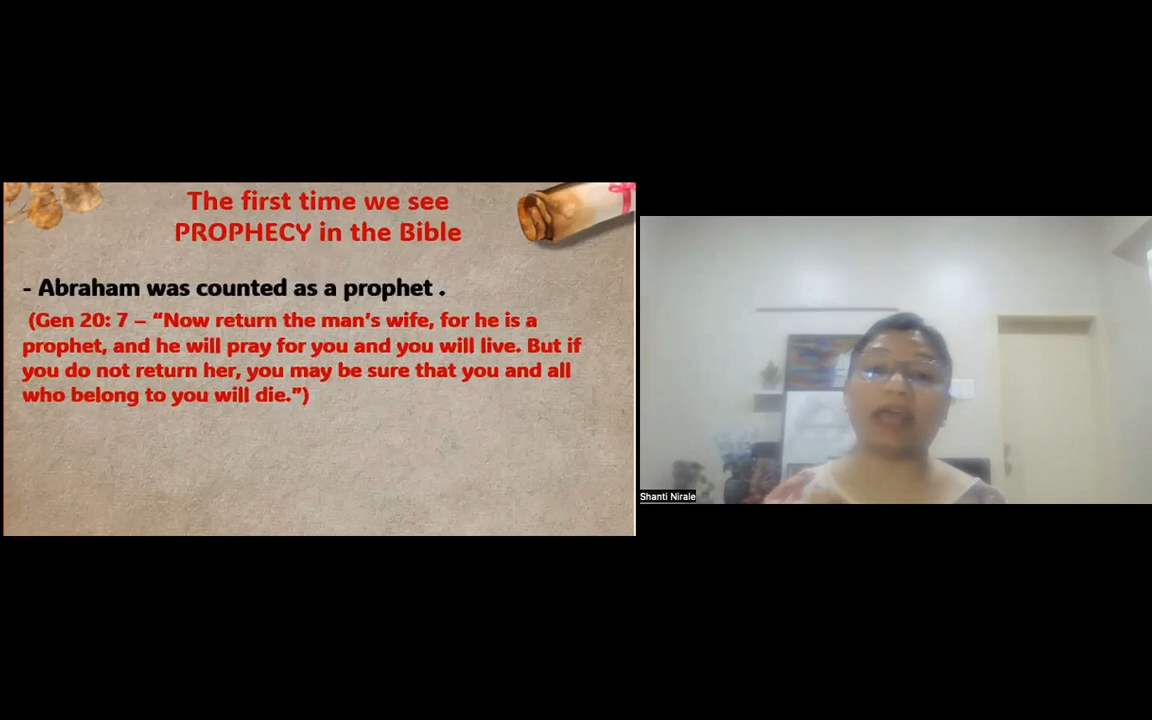 The first time we see
PROPHECY in the Bible
- Abraham was counted as a prophet .
(Gen 20: 7 – “Now return the man’s wife, for he is a
prophet, and he will pray for you and you will live. But if
you do not return her, you may be sure that you and all
who belong to you will die.”)
Shanti Nirale